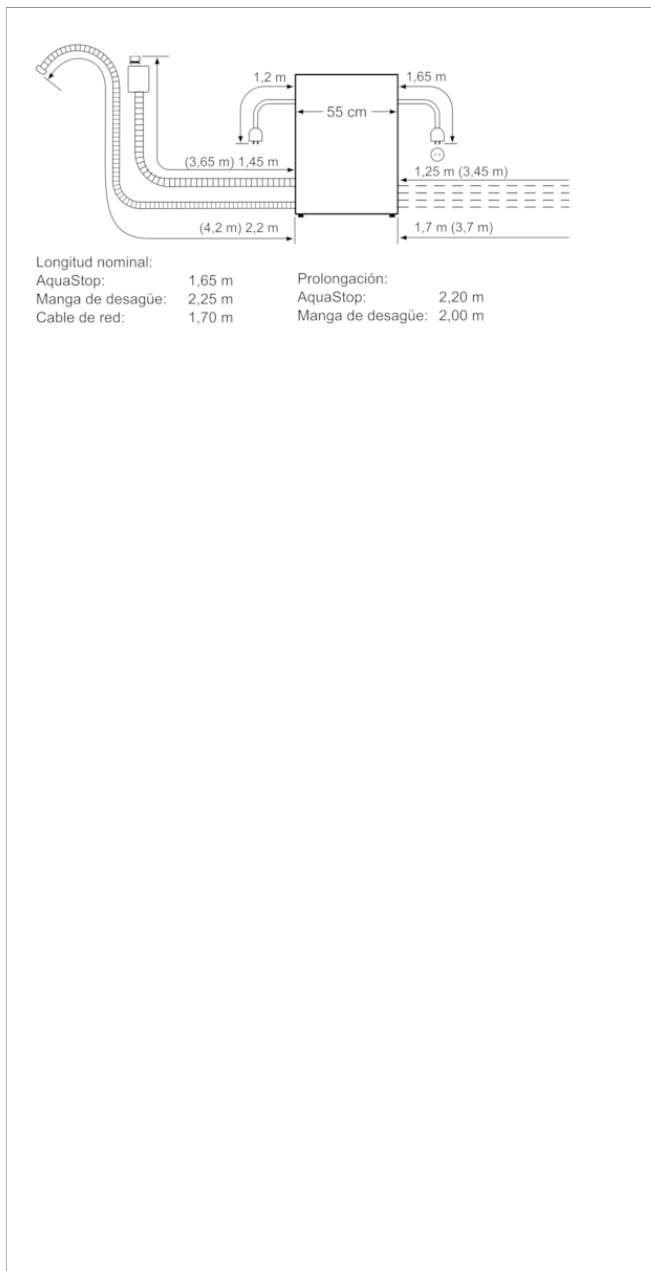 1,2 m
1,65 m
55 cm
(3,65 m) 1,45 m
1,25 m (3,45 m)
(4,2 m) 2,2 m
1,7 m (3,7 m)
Longitud nominal:
AquaStop: 1,65 m
Manga de desagüe: 2,25 m
Cable de red: 1,70 m
Prolongación:
AquaStop: 2,20 m
Manga de desagüe: 2,00 m